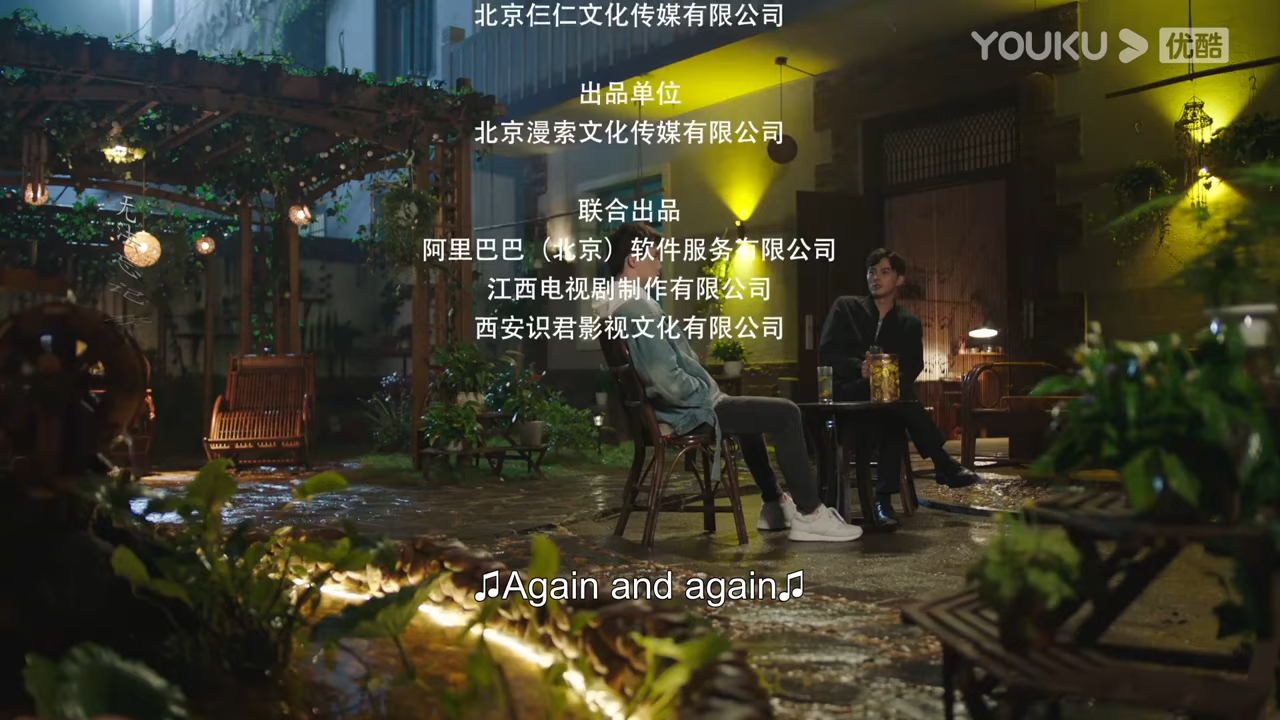 北京仨仁文化传媒有限公司
YOUKU 优酷
出品单位
北京漫索文化传媒有限公司
联合出品
阿里巴巴（北京）软件服务有限公司
江西电视剧制作有限公司
西安识君影视文化有限公司
♫Again and again♫